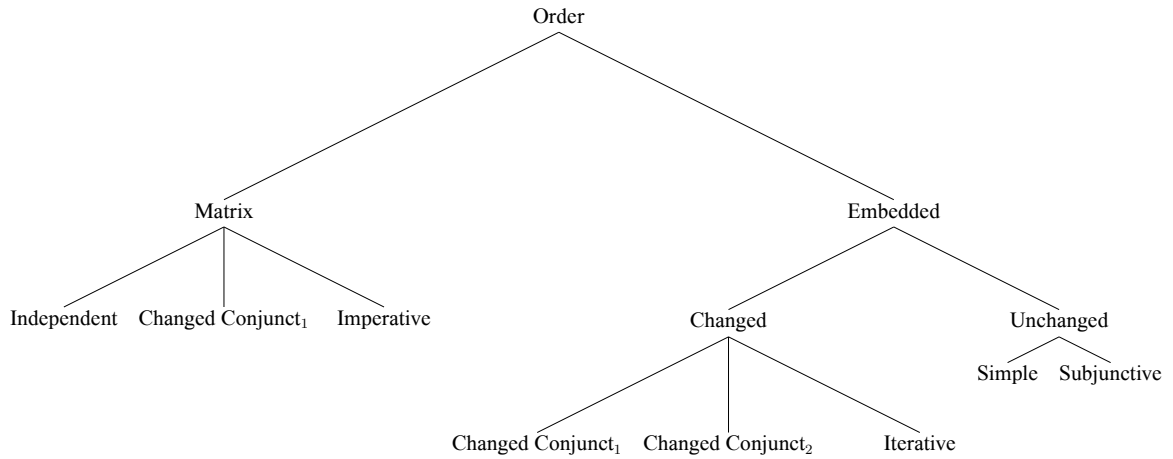 Order
Matrix Embedded
Independent Changed Conjunct₁ Imperative Changed Unchanged
Simple Subjunctive
Changed Conjunct₁ Changed Conjunct₂ Iterative